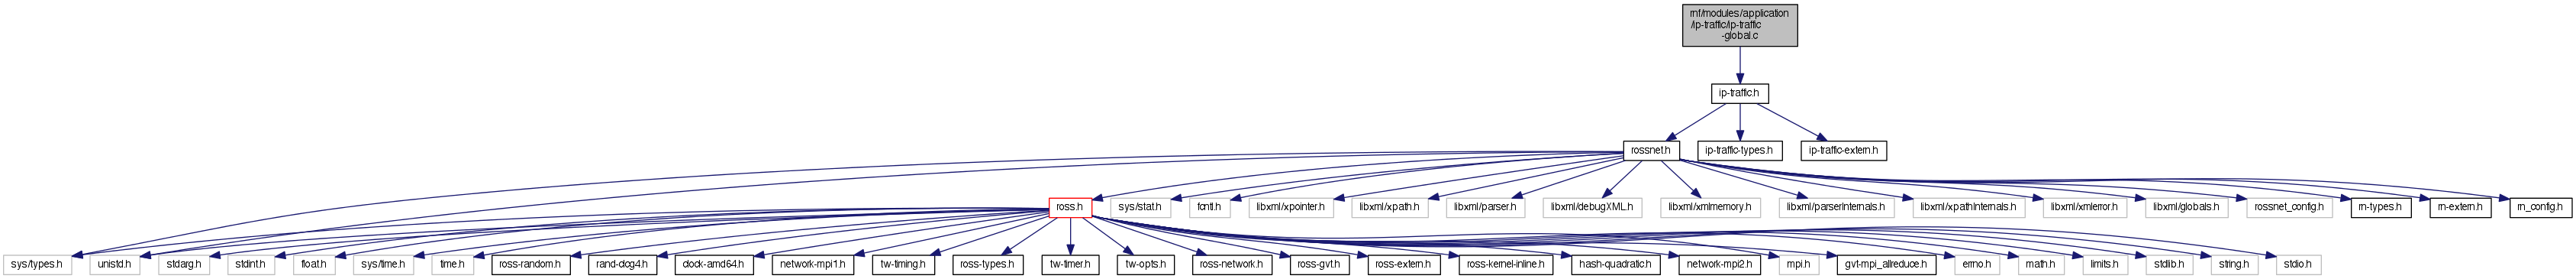 rnf/modules/application
/ip-traffic/ip-traffic
-global.c
ip-traffic.h
rossnet.h
ip-traffic-types.h
ip-traffic-extern.h
ross.h
sys/stat.h
fcntl.h
libxml/xpointer.h
libxml/xpath.h
libxml/parser.h
libxml/debugXML.h
libxml/xmlmemory.h
libxml/parserInternals.h
libxml/xpathInternals.h
libxml/xmlerror.h
libxml/globals.h
rossnet_config.h
rn-types.h
rn-extern.h
rn_config.h
sys/types.h
unistd.h
stdarg.h
stdint.h
float.h
sys/time.h
time.h
ross-random.h
rand-clcg4.h
clock-amd64.h
network-mpi1.h
tw-timing.h
ross-types.h
tw-timer.h
tw-opts.h
ross-network.h
ross-gvt.h
ross-extern.h
ross-kernel-inline.h
hash-quadratic.h
network-mpi2.h
mpi.h
gvt-mpi_allreduce.h
errno.h
math.h
limits.h
stdlib.h
string.h
stdio.h